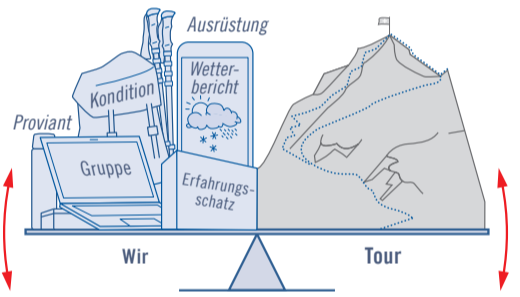 Ausrüstung
Wetter-
bericht
Kondition
Proviant
Gruppe
Erfahrungs-
schatz
Wir
Tour